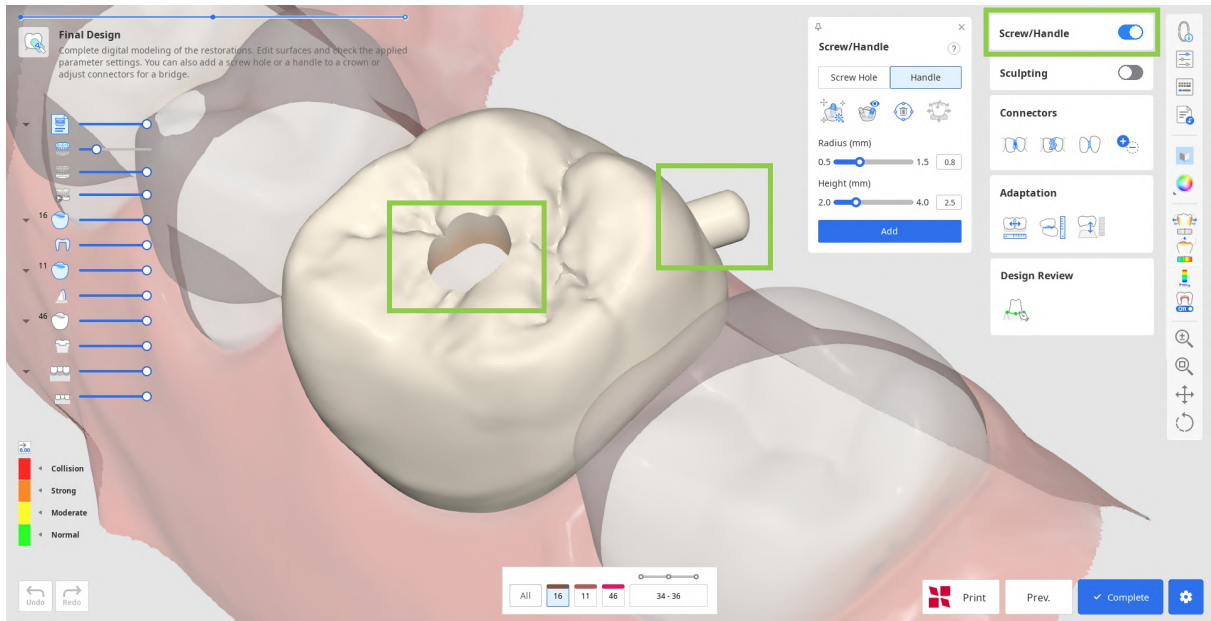 Final Design
Complete digital modeling of the restorations. Edit surfaces and check the applied
parameter settings. You can also add a screw hole or a handle to a crown or
adjust connectors for a bridge.
16
11
46
0.00
Collision
Strong
Moderate
Normal
Undo
Redo
All
16
11
46
34 - 36
Screw/Handle
?
Screw Hole
Handle
Radius (mm)
0.5
1.5
0.8
Height (mm)
2.0
4.0
2.5
Add
Screw/Handle
Sculpting
Connectors
Adaptation
Design Review
ON
Print
Prev.
Complete